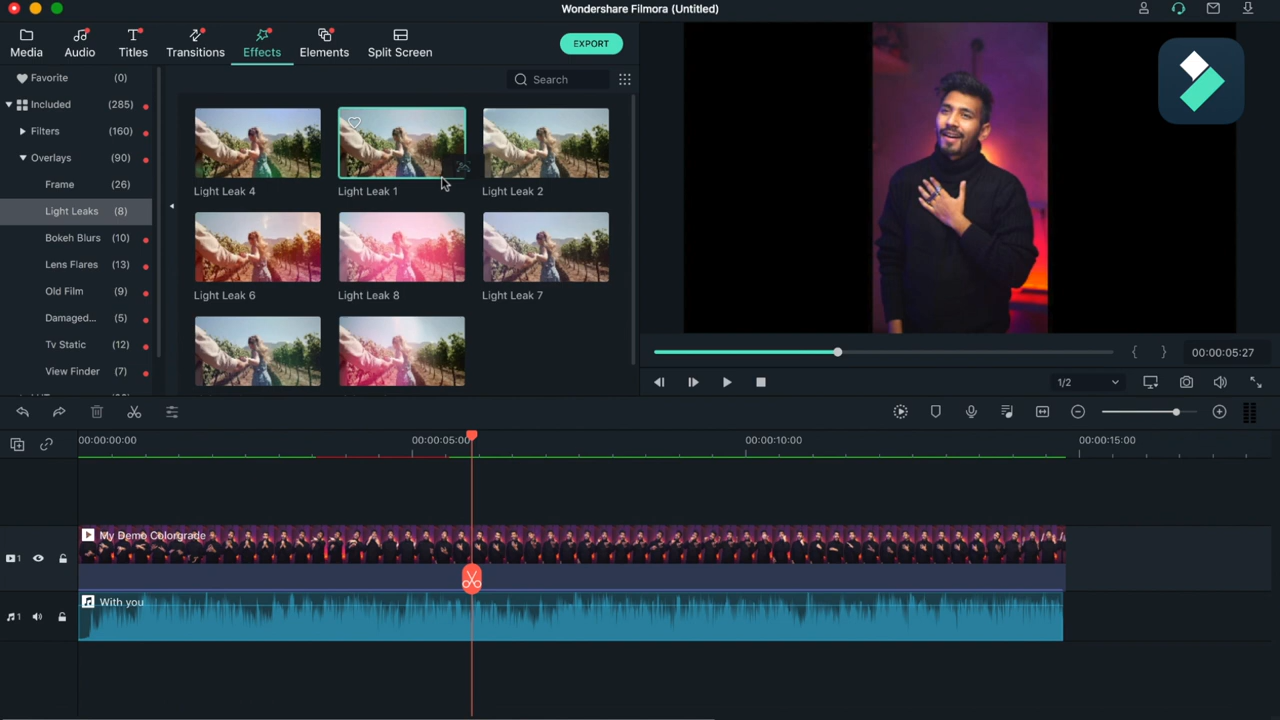 Wondershare Filmora (Untitled)
Media
Audio
Titles
Transitions
Effects
Elements
Split Screen
EXPORT
Favorite (0)
Search
Included (285)
Filters (160)
Overlays (90)
Frame (26)
Light Leaks (8)
Bokeh Blurs (10)
Lens Flares (13)
Old Film (9)
Damaged... (5)
Tv Static (12)
View Finder (7)
Light Leak 4
Light Leak 1
Light Leak 2
Light Leak 6
Light Leak 8
Light Leak 7
{ }
00:00:05:27
1/2
00:00:00:00
00:00:05:00
00:00:10:00
00:00:15:00
My Demo Colorgrade
1
With you
1